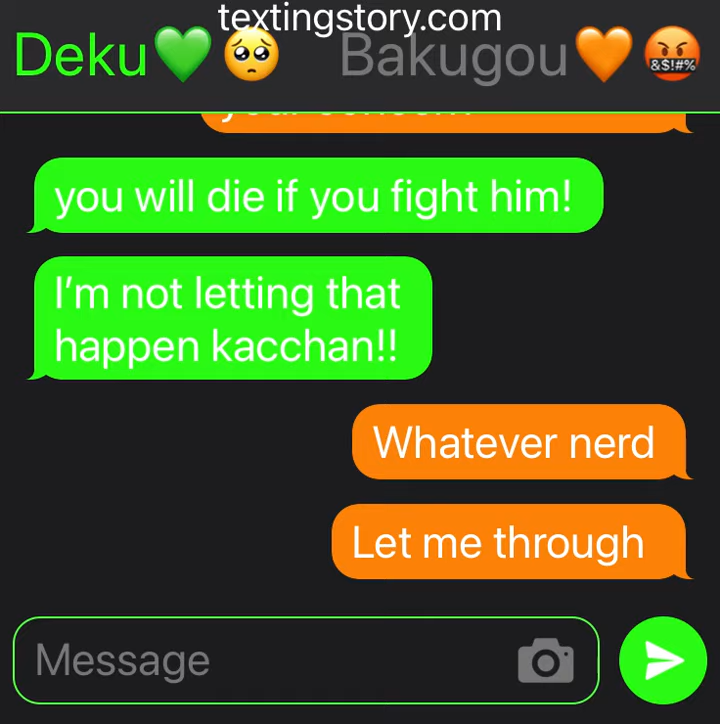 textingstory.com
Deku💚🥺 Bakugou🧡🤬
you will die if you fight him!
I'm not letting that
happen kacchan!!
Whatever nerd
Let me through
Message